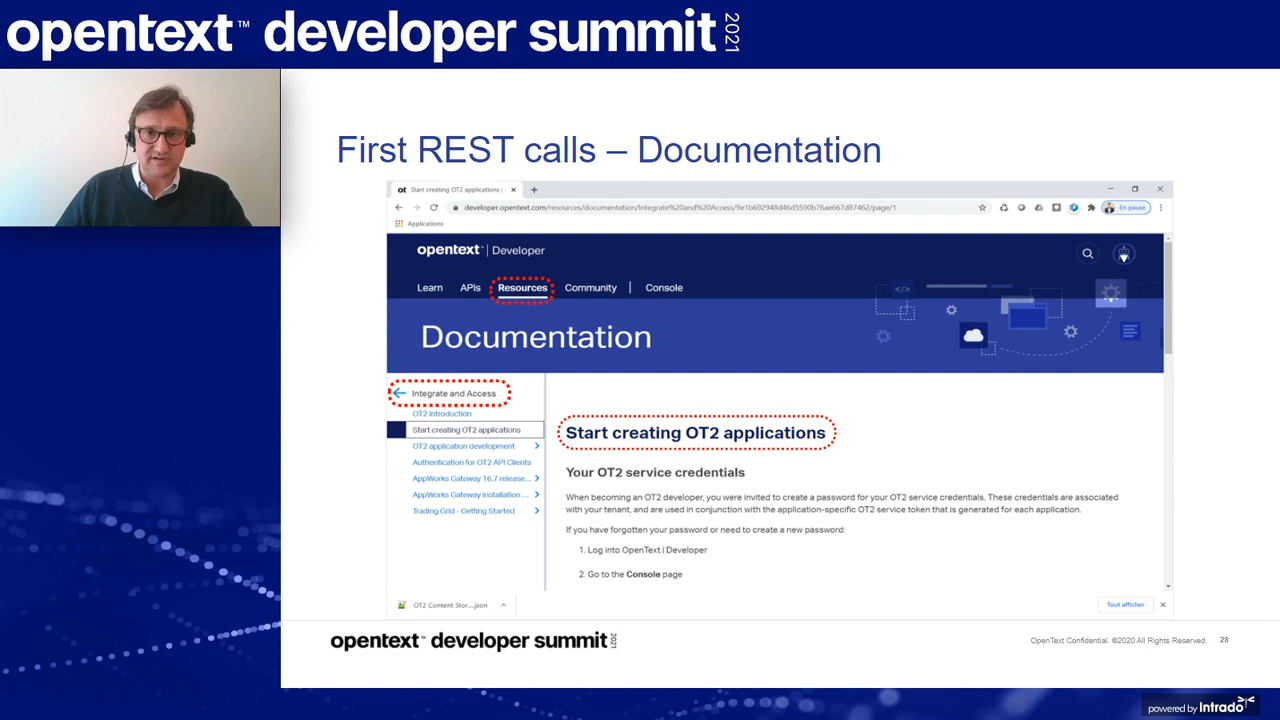 opentext™ developer summit 2021
First REST calls – Documentation
ot Start creating OT2 applications |
developer.opentext.com/resources/documentation/Integrate%20and%20Access/9e1b692948d46d5590b76ae667d87462/page/1
En pause
Applications
opentext™ | Developer
Learn APIs Resources Community | Console
</>
Documentation
Integrate and Access
OT2 Introduction
Start creating OT2 applications
OT2 application development
Authentication for OT2 API Clients
AppWorks Gateway 16.7 release...
AppWorks Gateway Installation ...
Trading Grid - Getting Started
Start creating OT2 applications
Your OT2 service credentials
When becoming an OT2 developer, you were invited to create a password for your OT2 service credentials. These credentials are associated
with your tenant, and are used in conjunction with the application-specific OT2 service token that is generated for each application.
If you have forgotten your password or need to create a new password:
1. Log into OpenText | Developer
2. Go to the Console page
OT2 Content Stor....json
Tout afficher
opentext™ developer summit 2021
OpenText Confidential. ©2020 All Rights Reserved. 28
powered by Intrado